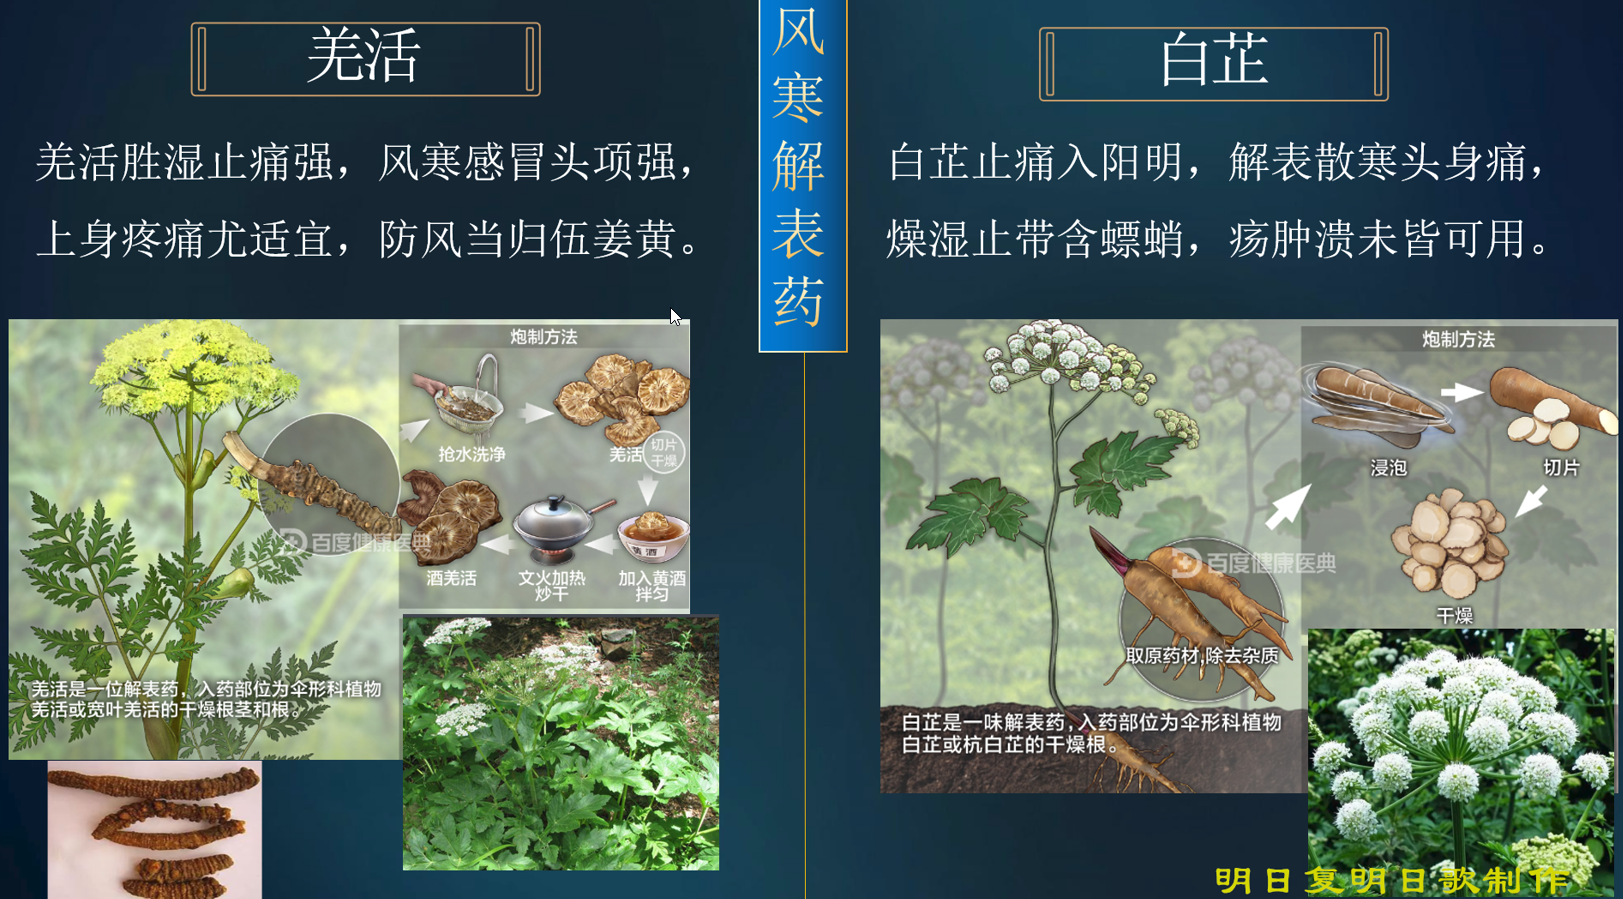 羌活
羌活胜湿止痛强，风寒感冒头项强，
上身疼痛尤适宜，防风当归伍姜黄。
炮制方法
抢水洗净
羌活
切片
干燥
酒羌活
文火加热
炒干
黄酒
加入黄酒
拌匀
百度健康医典
羌活是一位解表药，入药部位为伞形科植物
羌活或宽叶羌活的干燥根茎和根。
风寒解表药
白芷
白芷止痛入阳明，解表散寒头身痛，
燥湿止带含螵蛸，疡肿溃未皆可用。
炮制方法
浸泡
切片
干燥
百度健康医典
取原药材,除去杂质
白芷是一味解表药,入药部位为伞形科植物
白芷或杭白芷的干燥根。
明日复明日歌制作